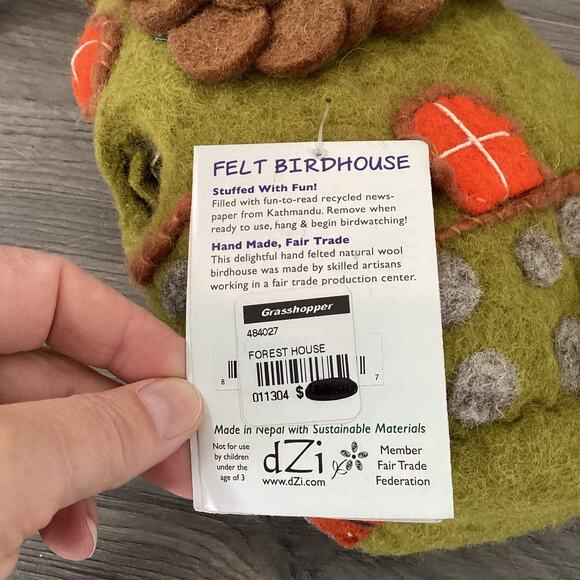 FELT BIRDHOUSE
Stuffed With Fun!
Filled with fun-to-read recycled news-
paper from Kathmandu. Remove when
ready to use, hang & begin birdwatching!
Hand Made, Fair Trade
This delightful hand felted natural wool
birdhouse was made by skilled artisans
working in a fair trade production center.
Grasshopper
484027
FOREST HOUSE
8 7
011304 $
Made in Nepal with Sustainable Materials
Not for use
by children
under the
age of 3
dZi
www.dZi.com
Member
Fair Trade
Federation